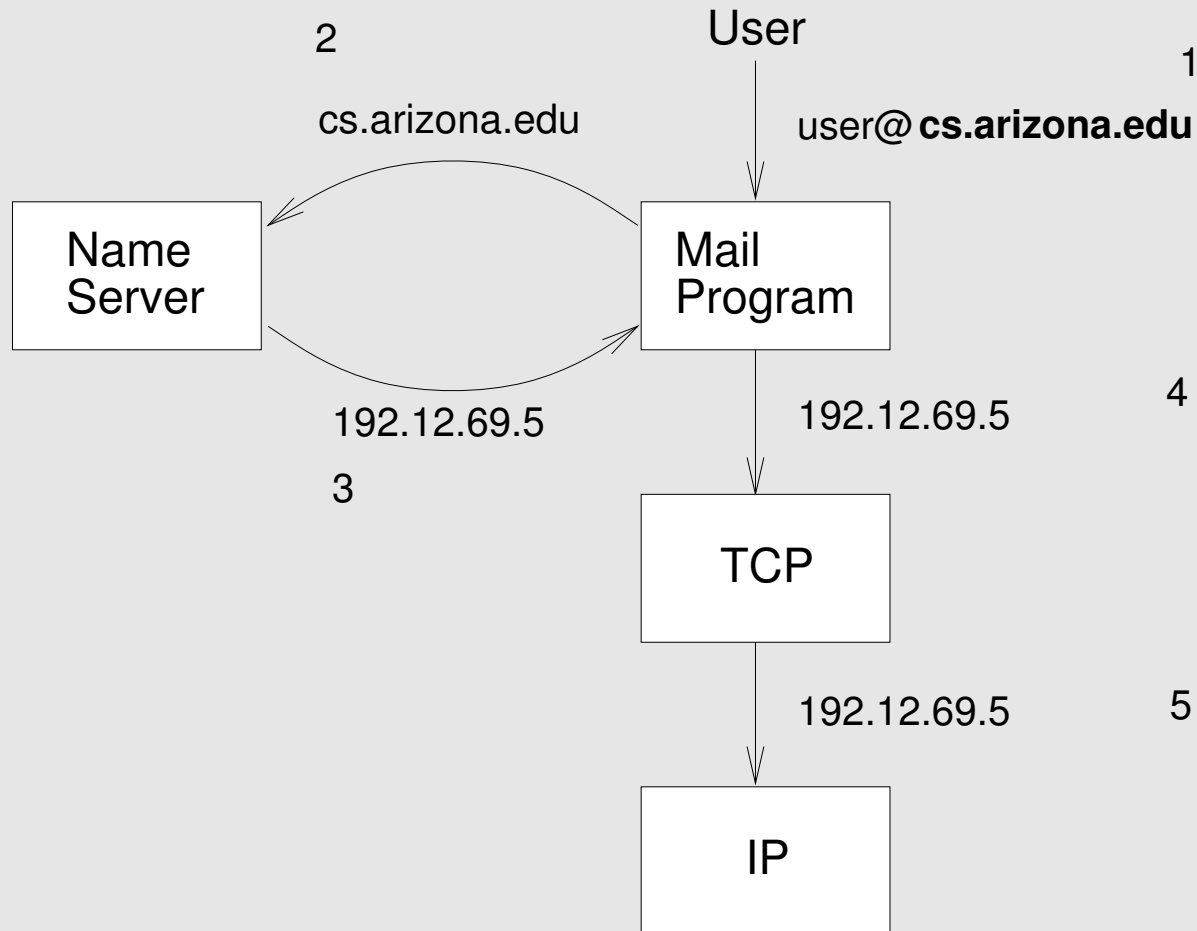 2
User
1
cs.arizona.edu
user@cs.arizona.edu
Name
Server
Mail
Program
192.12.69.5
3
192.12.69.5
4
TCP
192.12.69.5
5
IP